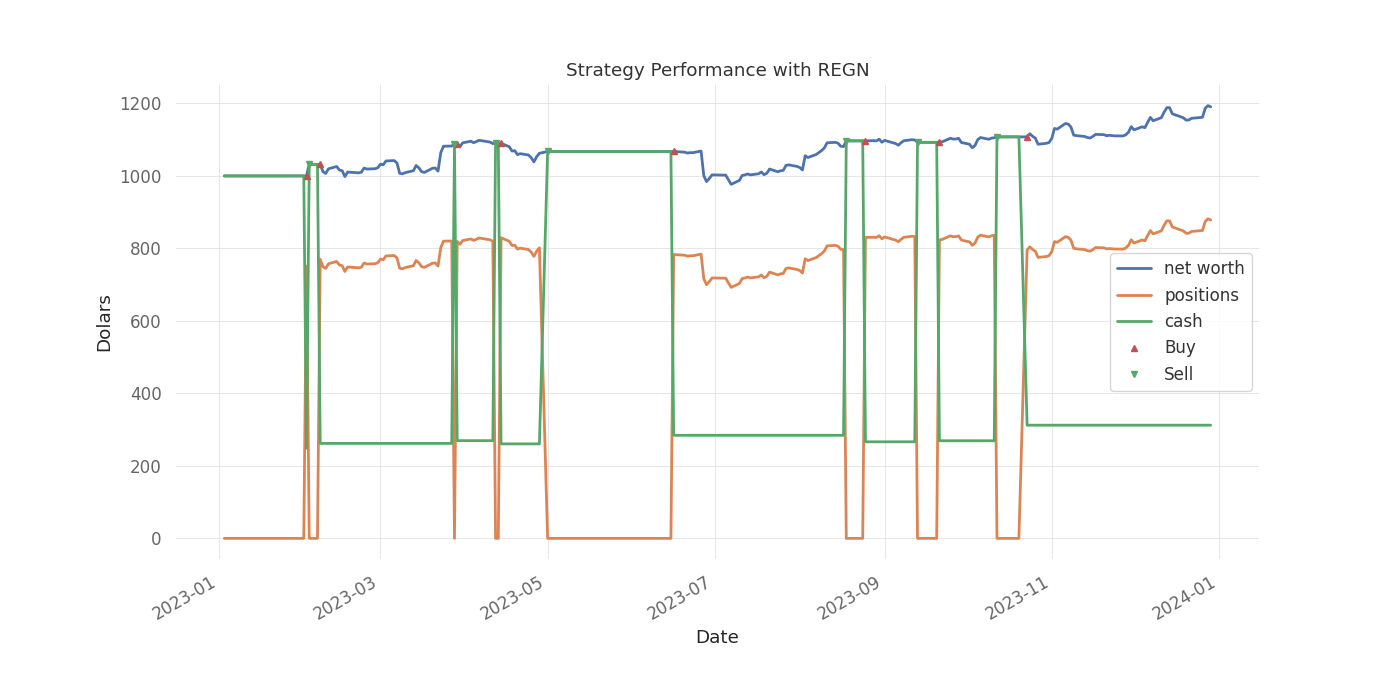 Strategy Performance with REGN
1200
1000
800
600
400
200
0
Dolars
net worth
positions
cash
Buy
Sell
2023-01
2023-03
2023-05
2023-07
2023-09
2023-11
2024-01
Date